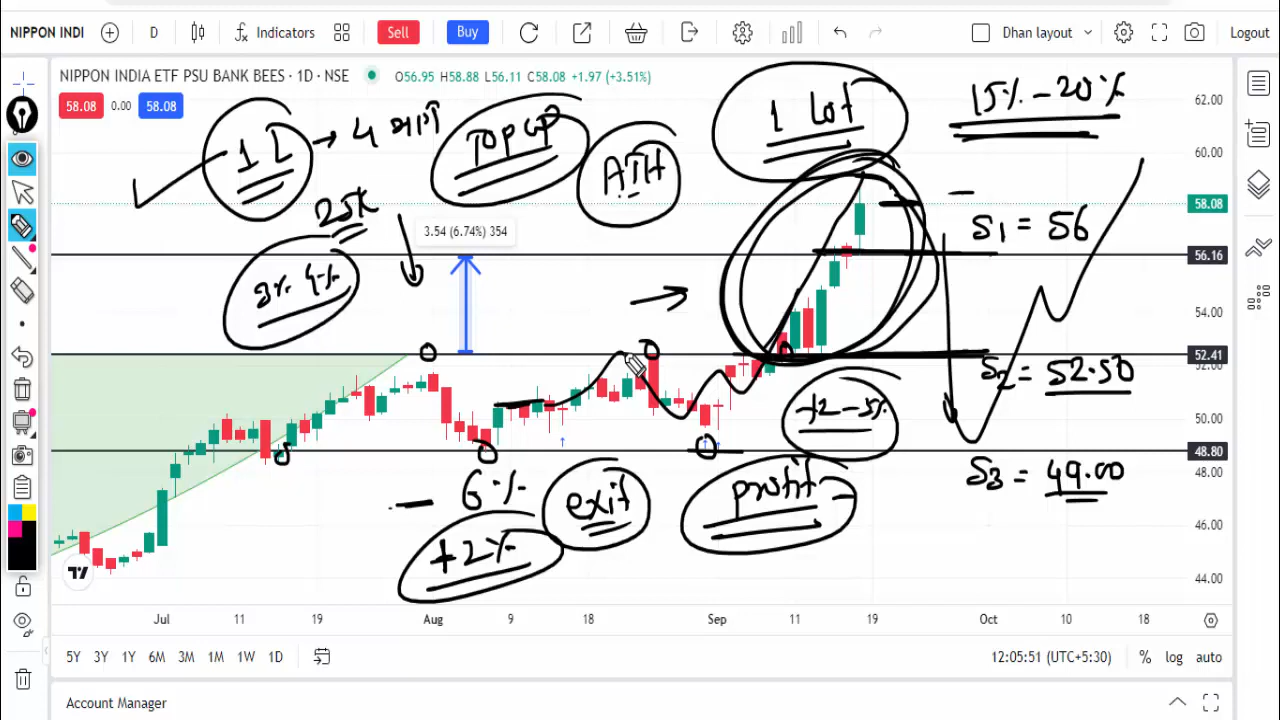 NIPPON INDI D Indicators Sell Buy Dhan layout Logout
NIPPON INDIA ETF PSU BANK BEES · 1D · NSE O56.95 H58.88 L56.11 C58.08 +1.97 (+3.51%)
58.08 0.00 58.08
1 L → 4
25K
3% 4%
TOP UP
ATH
1 Lot
15% - 20%
3.54 (6.74%) 354
S1 = 56
S2 = 52.50
S3 = 49.00
+2 - 5%
- 6%
+2%
exit
profit
62.00
60.00
58.08
56.16
54.00
52.41
52.00
50.00
48.80
48.00
46.00
44.00
Jul 11 19 Aug 9 18 Sep 11 19 Oct 10 18
5Y 3Y 1Y 6M 3M 1M 1W 1D 12:05:51 (UTC+5:30) % log auto
Account Manager